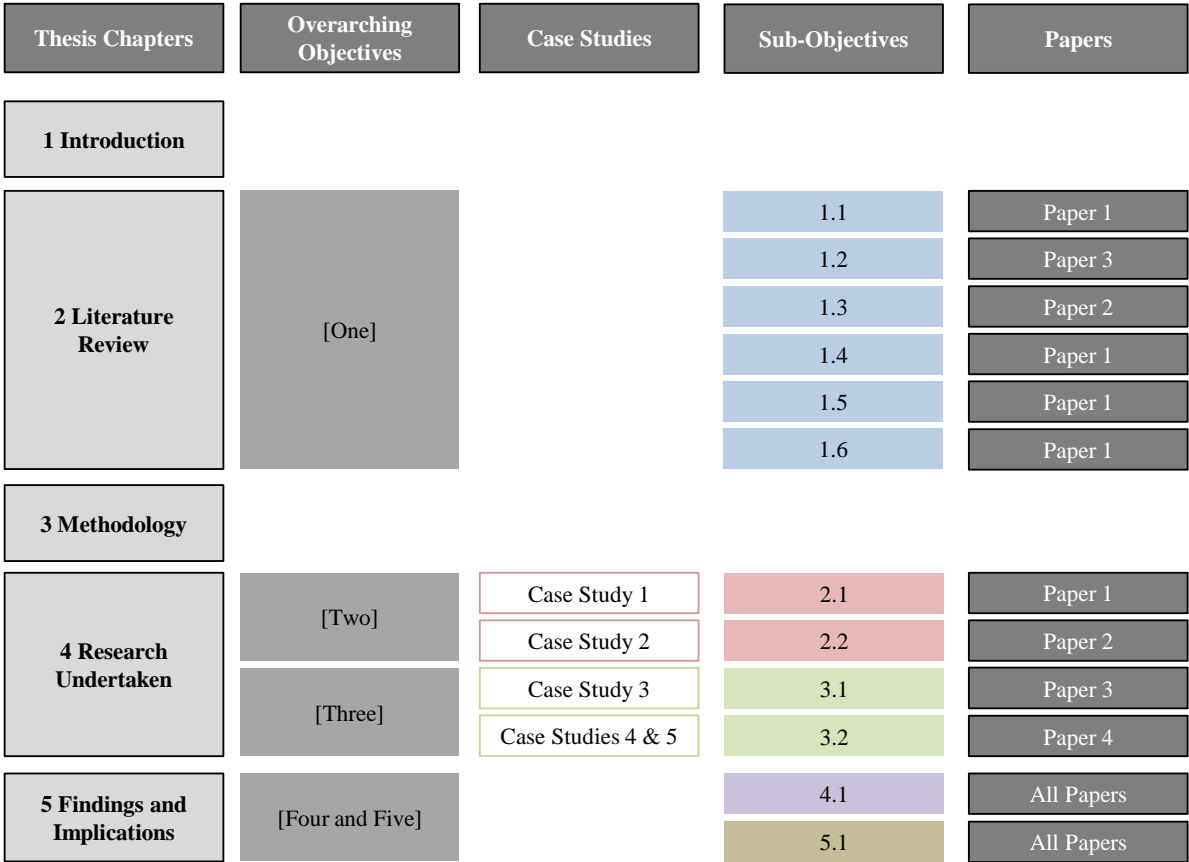 Thesis Chapters
Overarching
Objectives
Case Studies
Sub-Objectives
Papers
1 Introduction
2 Literature
Review
[One]
1.1
Paper 1
1.2
Paper 3
1.3
Paper 2
1.4
Paper 1
1.5
Paper 1
1.6
Paper 1
3 Methodology
4 Research
Undertaken
[Two]
Case Study 1
2.1
Paper 1
Case Study 2
2.2
Paper 2
[Three]
Case Study 3
3.1
Paper 3
Case Studies 4 & 5
3.2
Paper 4
5 Findings and
Implications
[Four and Five]
4.1
All Papers
5.1
All Papers